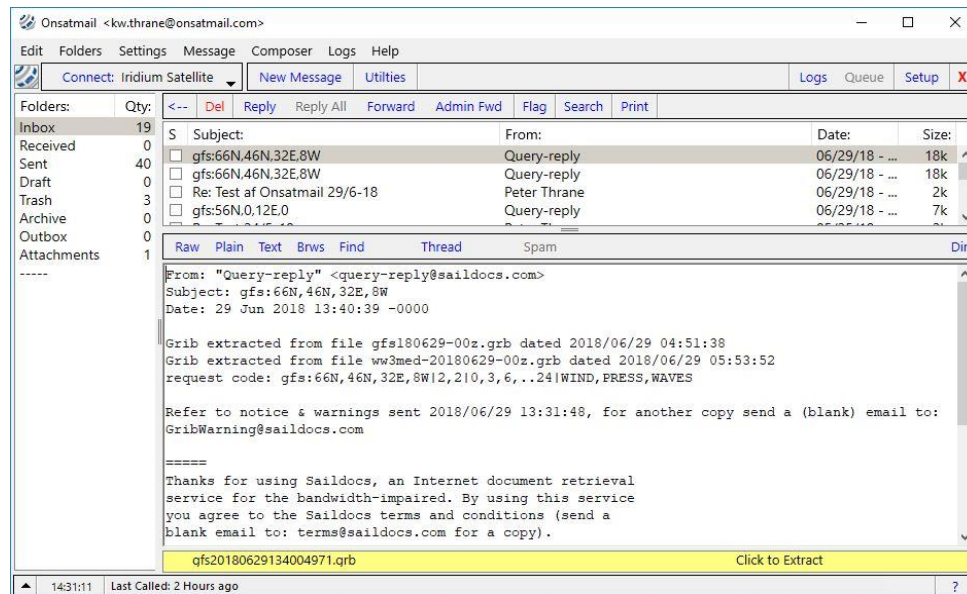 Onsatmail <kw.thrane@onsatmail.com>
Edit Folders Settings Message Composer Logs Help
Connect: Iridium Satellite New Message Utilties Logs Queue Setup X
Folders: Qty:
Inbox 19
Received 0
Sent 40
Draft 0
Trash 3
Archive 0
Outbox 0
Attachments 1
-----
<-- Del Reply Reply All Forward Admin Fwd Flag Search Print
S Subject: From: Date: Size:
gfs:66N,46N,32E,8W Query-reply 06/29/18 - ... 18k
gfs:66N,46N,32E,8W Query-reply 06/29/18 - ... 18k
Re: Test af Onsatmail 29/6-18 Peter Thrane 06/29/18 - ... 2k
gfs:56N,0,12E,0 Query-reply 06/29/18 - ... 7k
Raw Plain Text Brws Find Thread Spam Dir
From: "Query-reply" <query-reply@saildocs.com>
Subject: gfs:66N,46N,32E,8W
Date: 29 Jun 2018 13:40:39 -0000
Grib extracted from file gfs180629-00z.grb dated 2018/06/29 04:51:38
Grib extracted from file ww3med-20180629-00z.grb dated 2018/06/29 05:53:52
request code: gfs:66N,46N,32E,8W|2,2|0,3,6,..24|WIND,PRESS,WAVES
Refer to notice & warnings sent 2018/06/29 13:31:48, for another copy send a (blank) email to:
GribWarning@saildocs.com
=====
Thanks for using Saildocs, an Internet document retrieval
service for the bandwidth-impaired. By using this service
you agree to the Saildocs terms and conditions (send a
blank email to: terms@saildocs.com for a copy).
gfs20180629134004971.grb Click to Extract
14:31:11 Last Called: 2 Hours ago ?